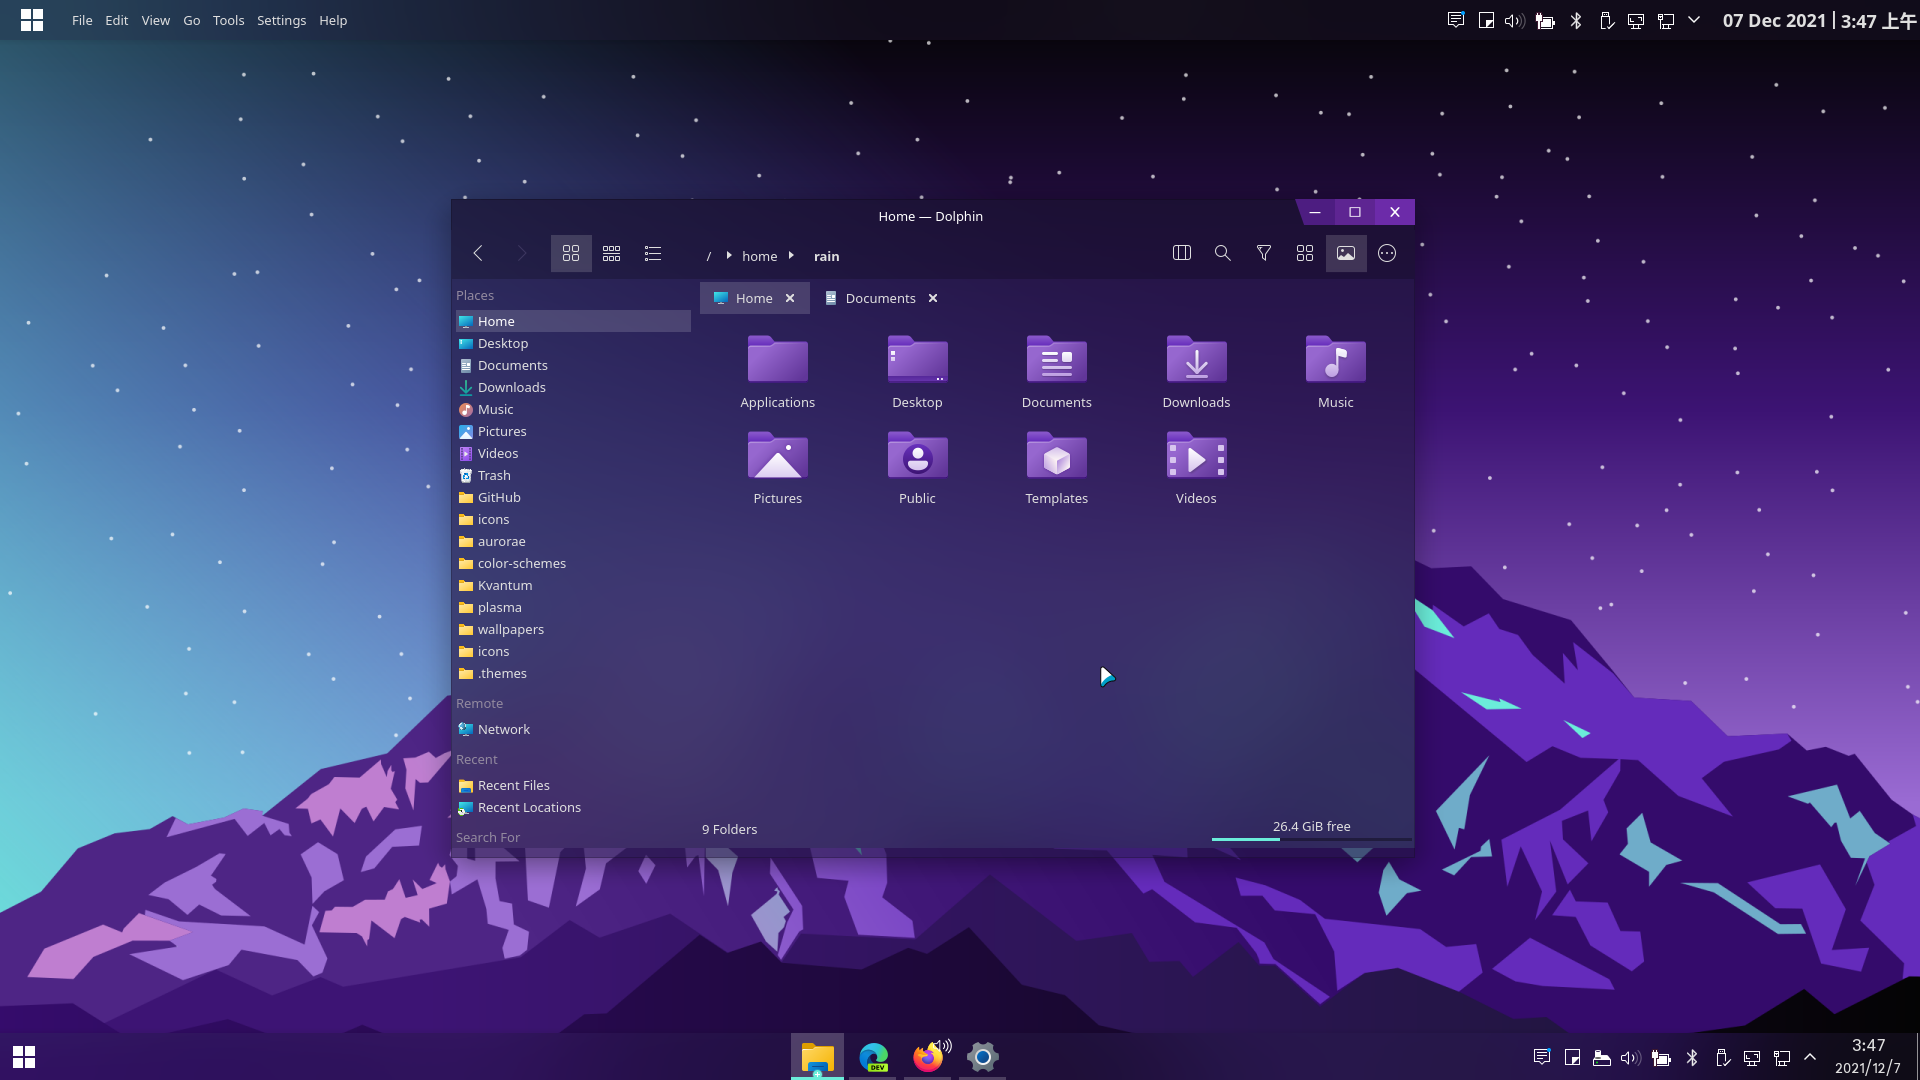 File Edit View Go Tools Settings Help
07 Dec 2021 | 3:47 上午
Home — Dolphin
/ home rain
Places
Home
Desktop
Documents
Downloads
Music
Pictures
Videos
Trash
GitHub
icons
aurorae
color-schemes
Kvantum
plasma
wallpapers
icons
.themes
Remote
Network
Recent
Recent Files
Recent Locations
Search For
Home Documents
Applications Desktop Documents Downloads Music
Pictures Public Templates Videos
9 Folders 26.4 GiB free
DEV
3:47
2021/12/7